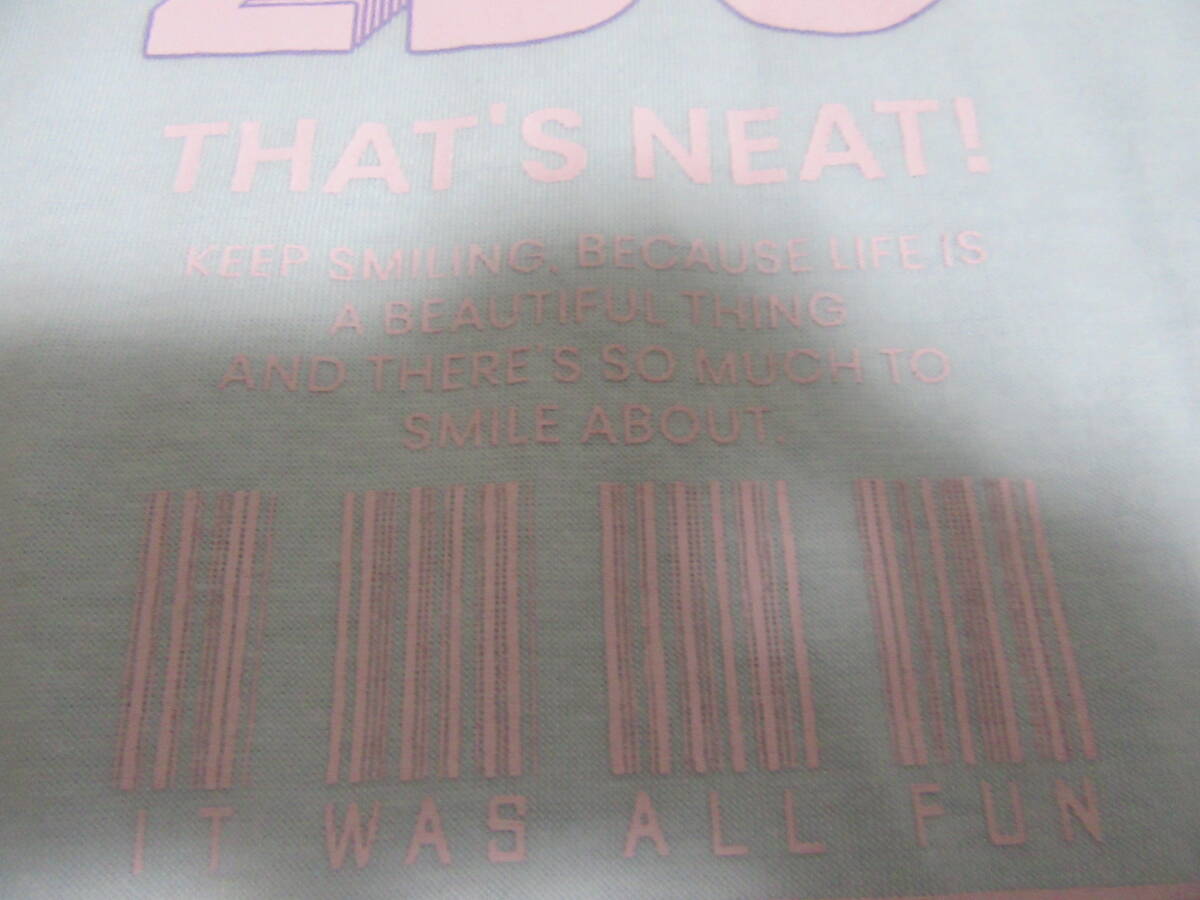 THAT'S NEAT!
KEEP SMILING, BECAUSE LIFE IS
A BEAUTIFUL THING
AND THERE'S SO MUCH TO
SMILE ABOUT.
IT WAS ALL FUN